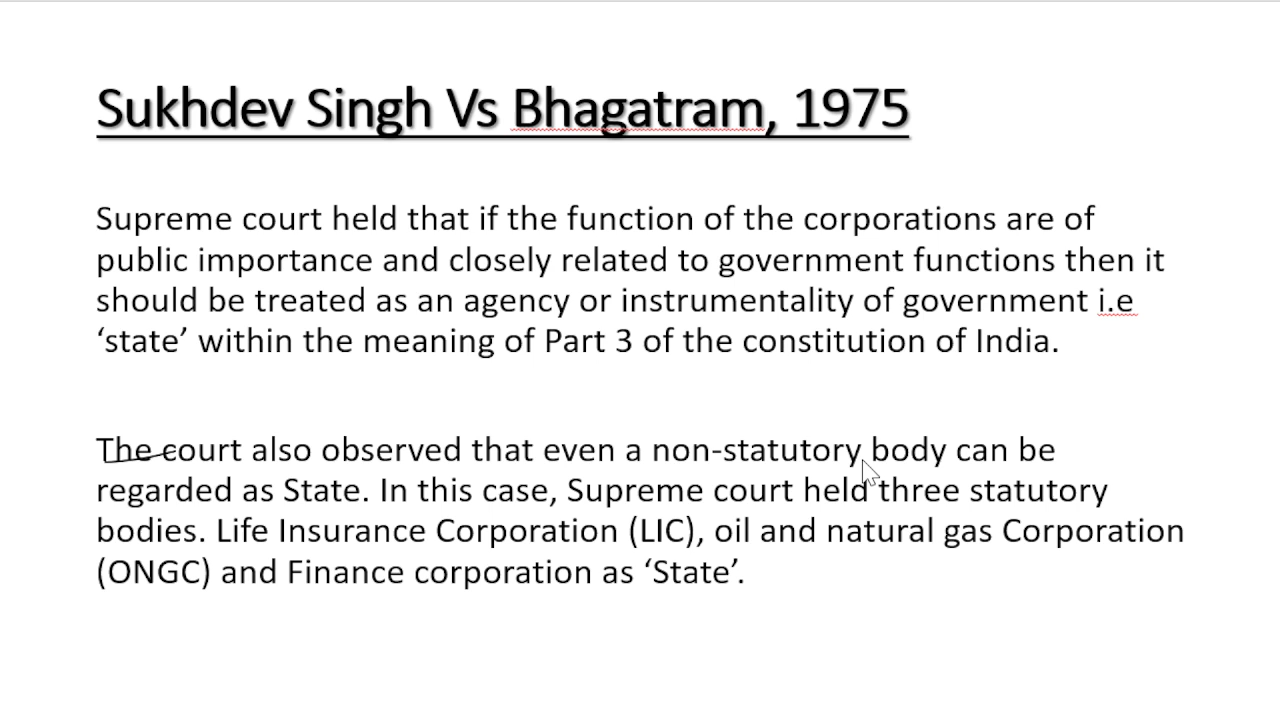 Sukhdev Singh Vs Bhagatram, 1975
Supreme court held that if the function of the corporations are of
public importance and closely related to government functions then it
should be treated as an agency or instrumentality of government i.e
‘state’ within the meaning of Part 3 of the constitution of India.
The court also observed that even a non-statutory body can be
regarded as State. In this case, Supreme court held three statutory
bodies. Life Insurance Corporation (LIC), oil and natural gas Corporation
(ONGC) and Finance corporation as ‘State’.